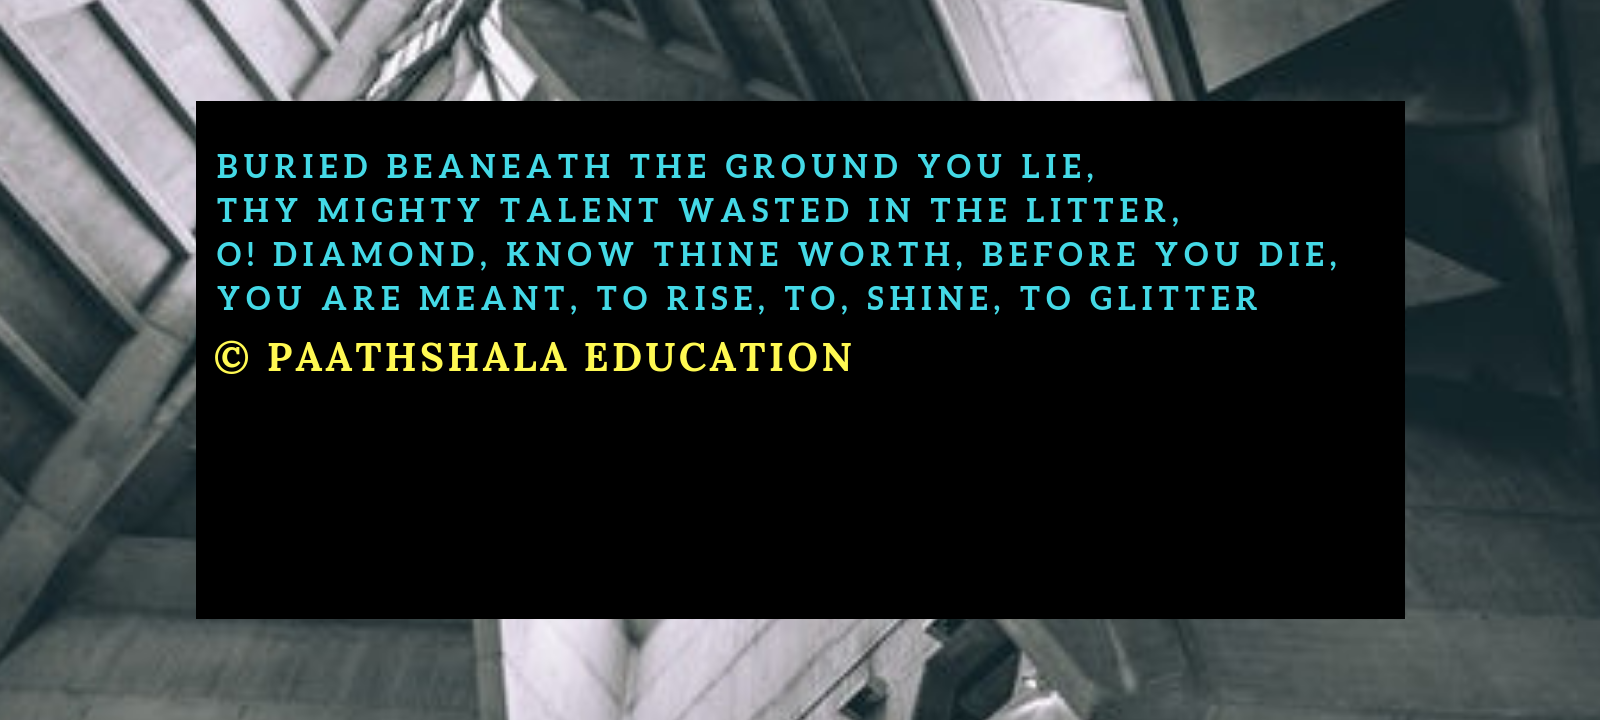 BURIED BEANEATH THE GROUND YOU LIE,
THY MIGHTY TALENT WASTED IN THE LITTER,
O! DIAMOND, KNOW THINE WORTH, BEFORE YOU DIE,
YOU ARE MEANT, TO RISE, TO, SHINE, TO GLITTER
© PAATHSHALA EDUCATION